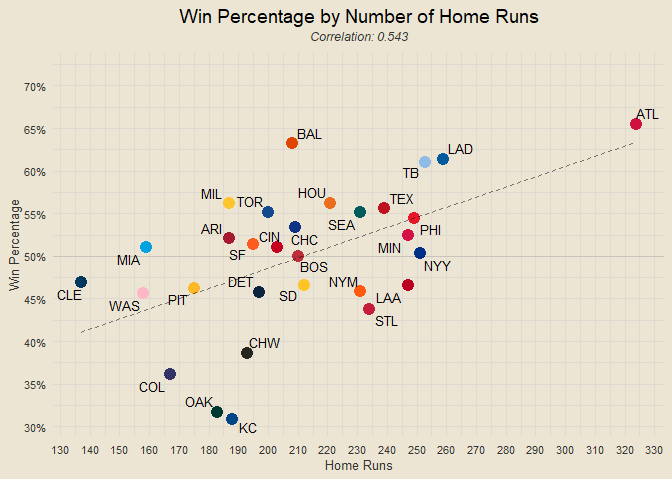 Win Percentage by Number of Home Runs
Correlation: 0.543
70%
65%
60%
55%
50%
45%
40%
35%
30%
Win Percentage
ATL
BAL
LAD
TB
MIL
TOR
HOU
TEX
ARI
SF
CIN
CHC
SEA
PHI
MIN
MIA
BOS
NYY
CLE
WAS
PIT
DET
SD
NYM
LAA
STL
CHW
COL
OAK
KC
130 140 150 160 170 180 190 200 210 220 230 240 250 260 270 280 290 300 310 320 330
Home Runs